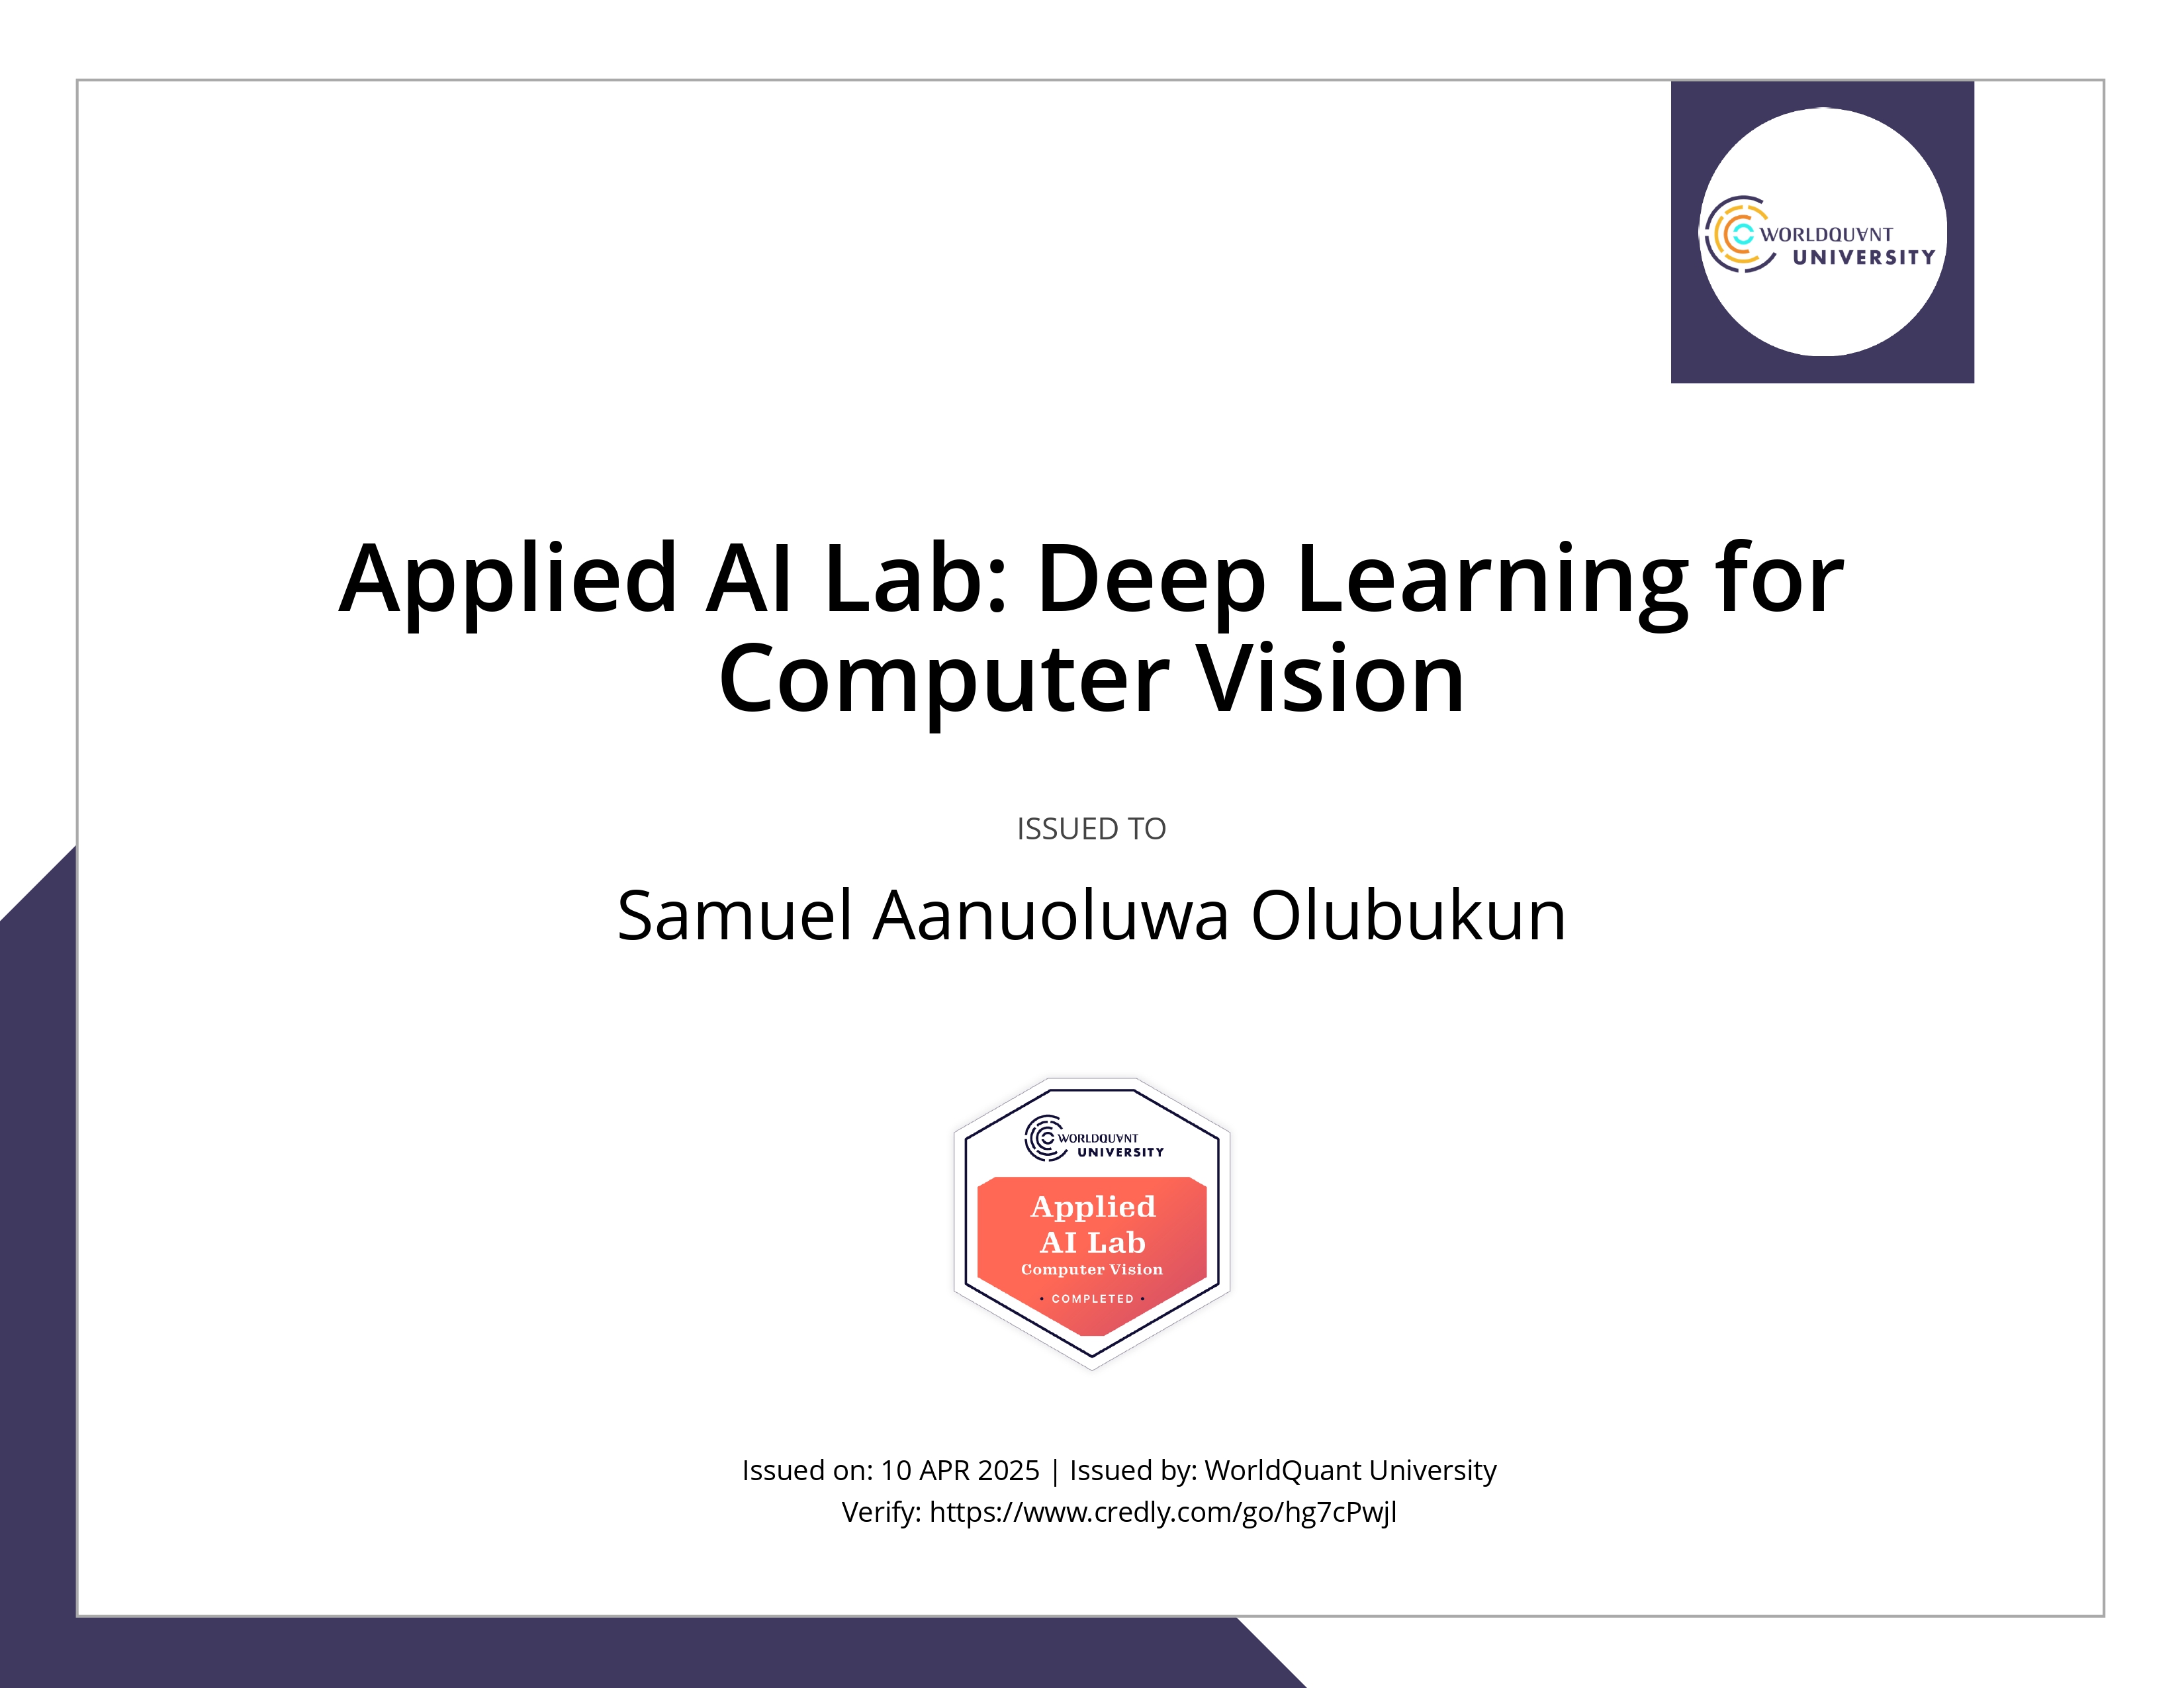 WORLDQUANT
UNIVERSITY
Applied AI Lab: Deep Learning for
Computer Vision
ISSUED TO
Samuel Aanuoluwa Olubukun
WORLDQUANT
UNIVERSITY
Applied
AI Lab
Computer Vision
• COMPLETED •
Issued on: 10 APR 2025 | Issued by: WorldQuant University
Verify: https://www.credly.com/go/hg7cPwjl